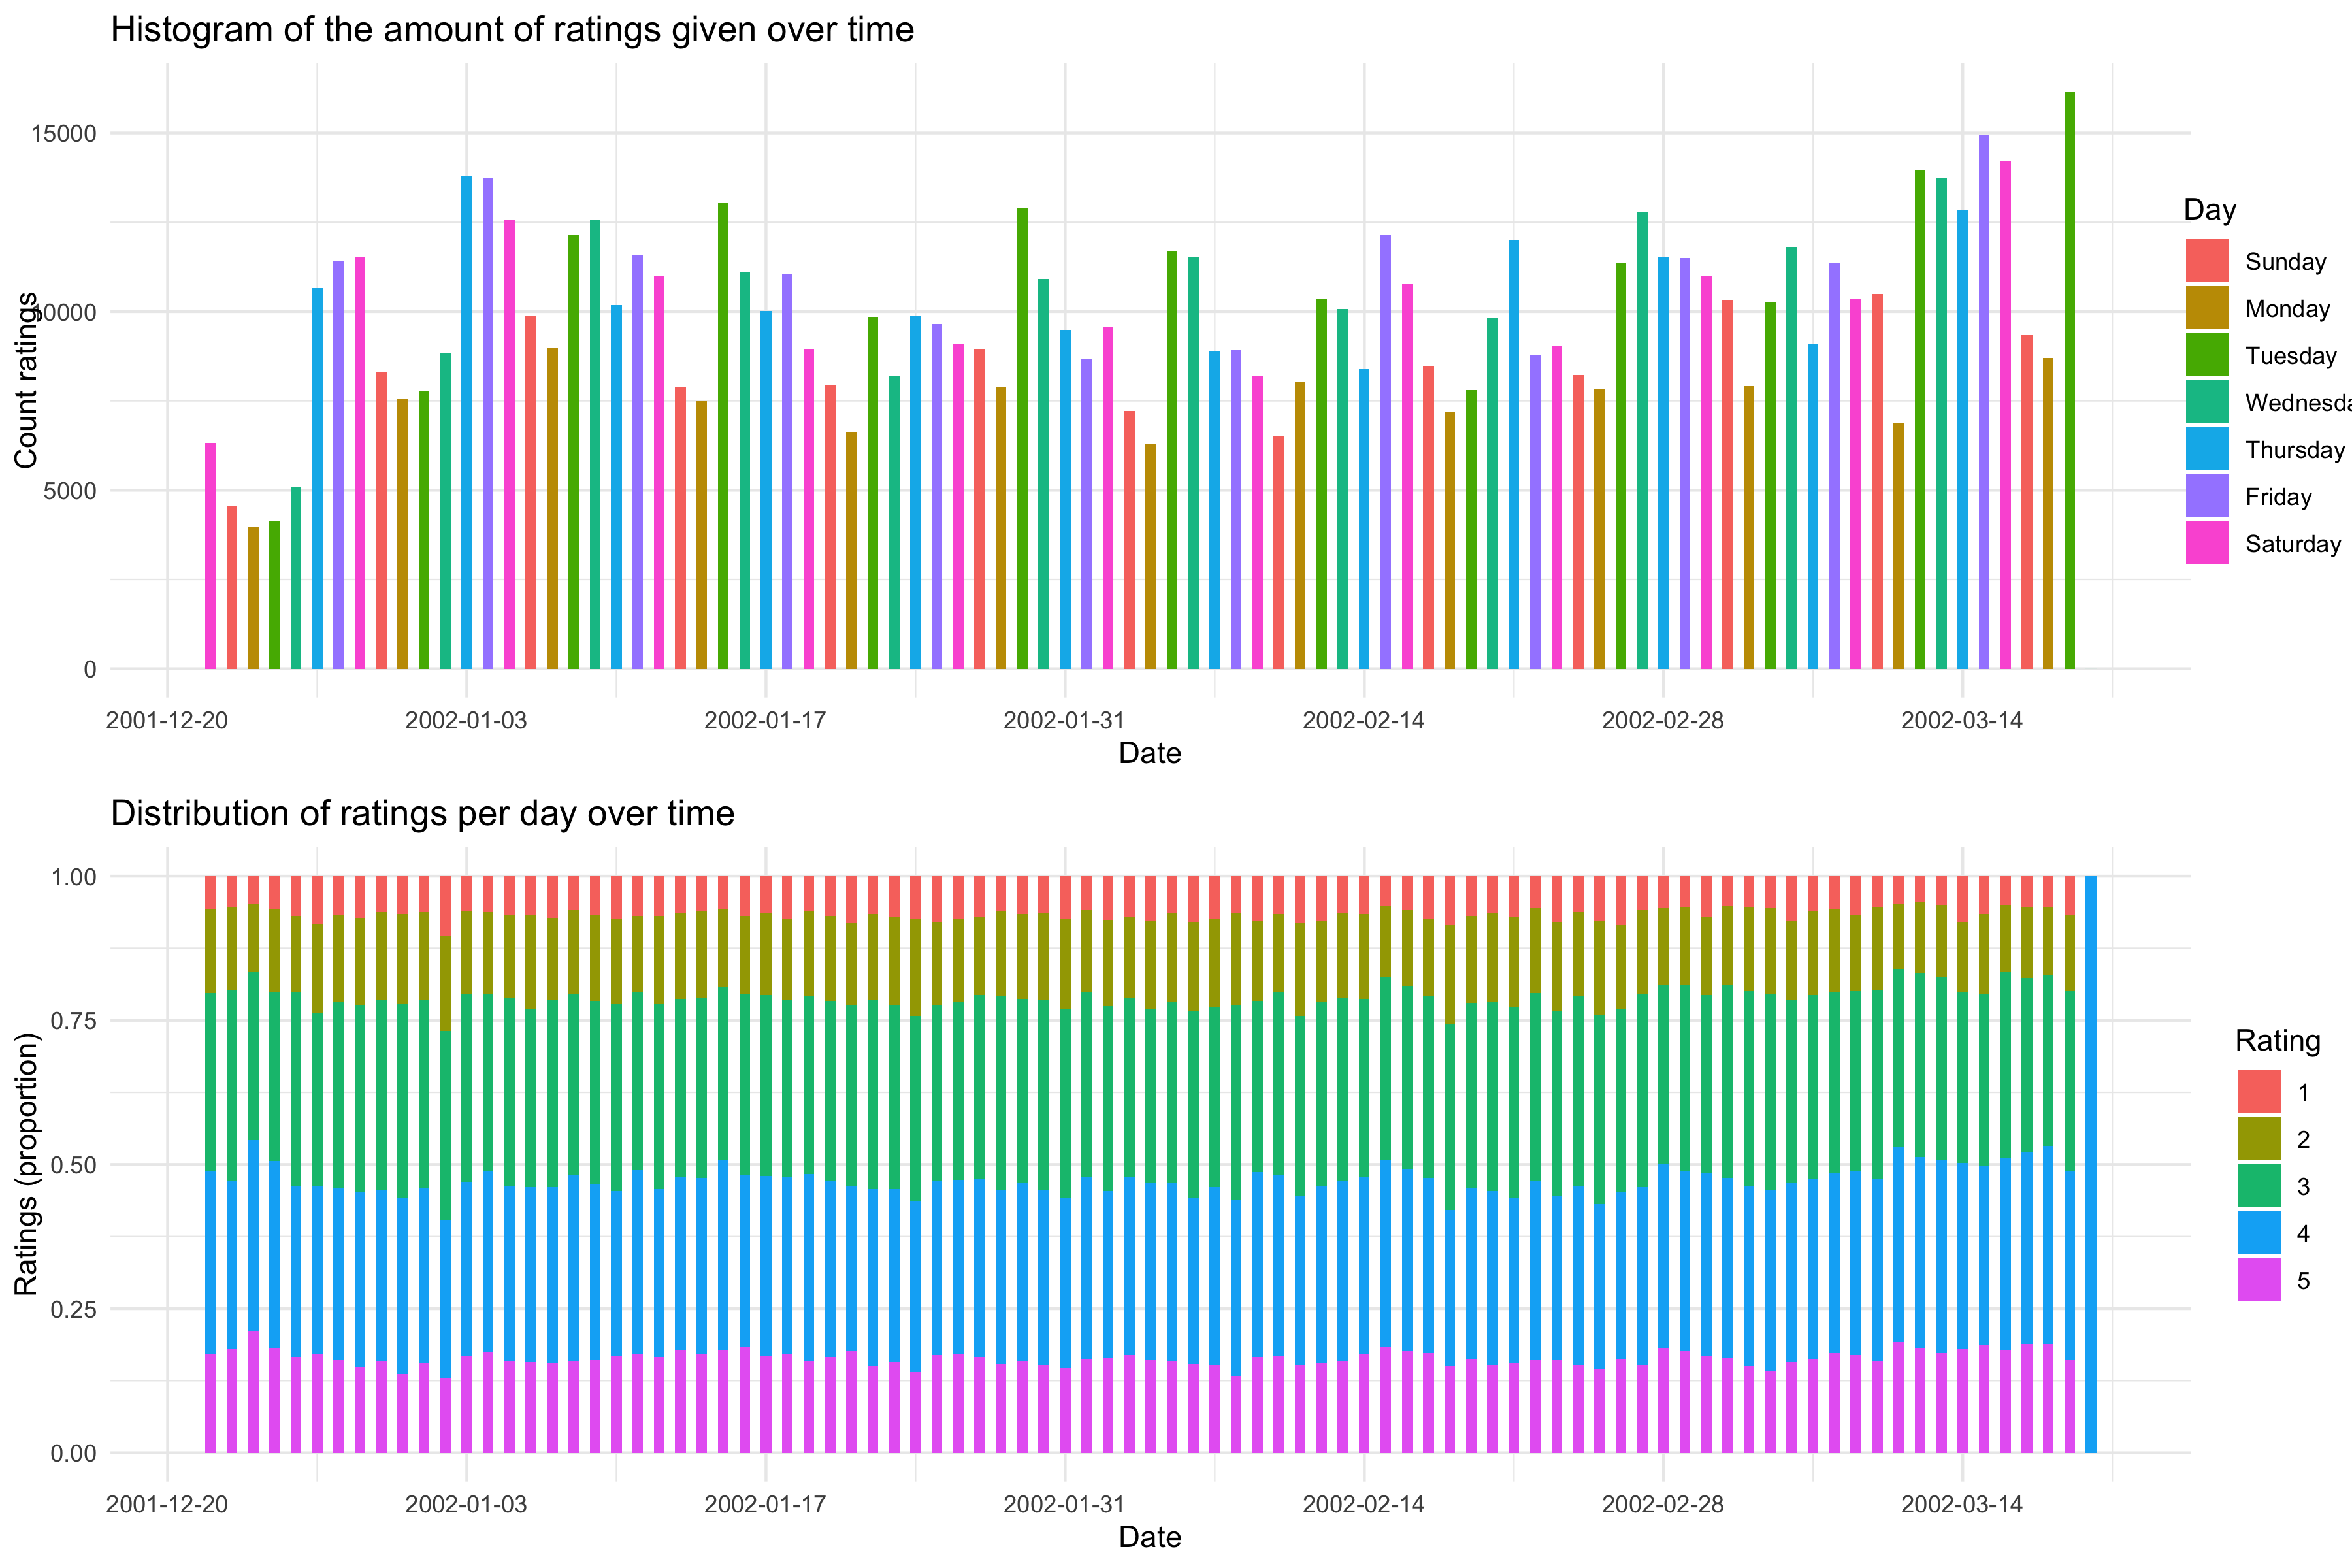 Histogram of the amount of ratings given over time
Count ratings
15000
10000
5000
0
2001-12-20 2002-01-03 2002-01-17 2002-01-31 2002-02-14 2002-02-28 2002-03-14
Date
Day
Sunday
Monday
Tuesday
Wednesda
Thursday
Friday
Saturday
Distribution of ratings per day over time
Ratings (proportion)
1.00
0.75
0.50
0.25
0.00
2001-12-20 2002-01-03 2002-01-17 2002-01-31 2002-02-14 2002-02-28 2002-03-14
Date
Rating
1
2
3
4
5